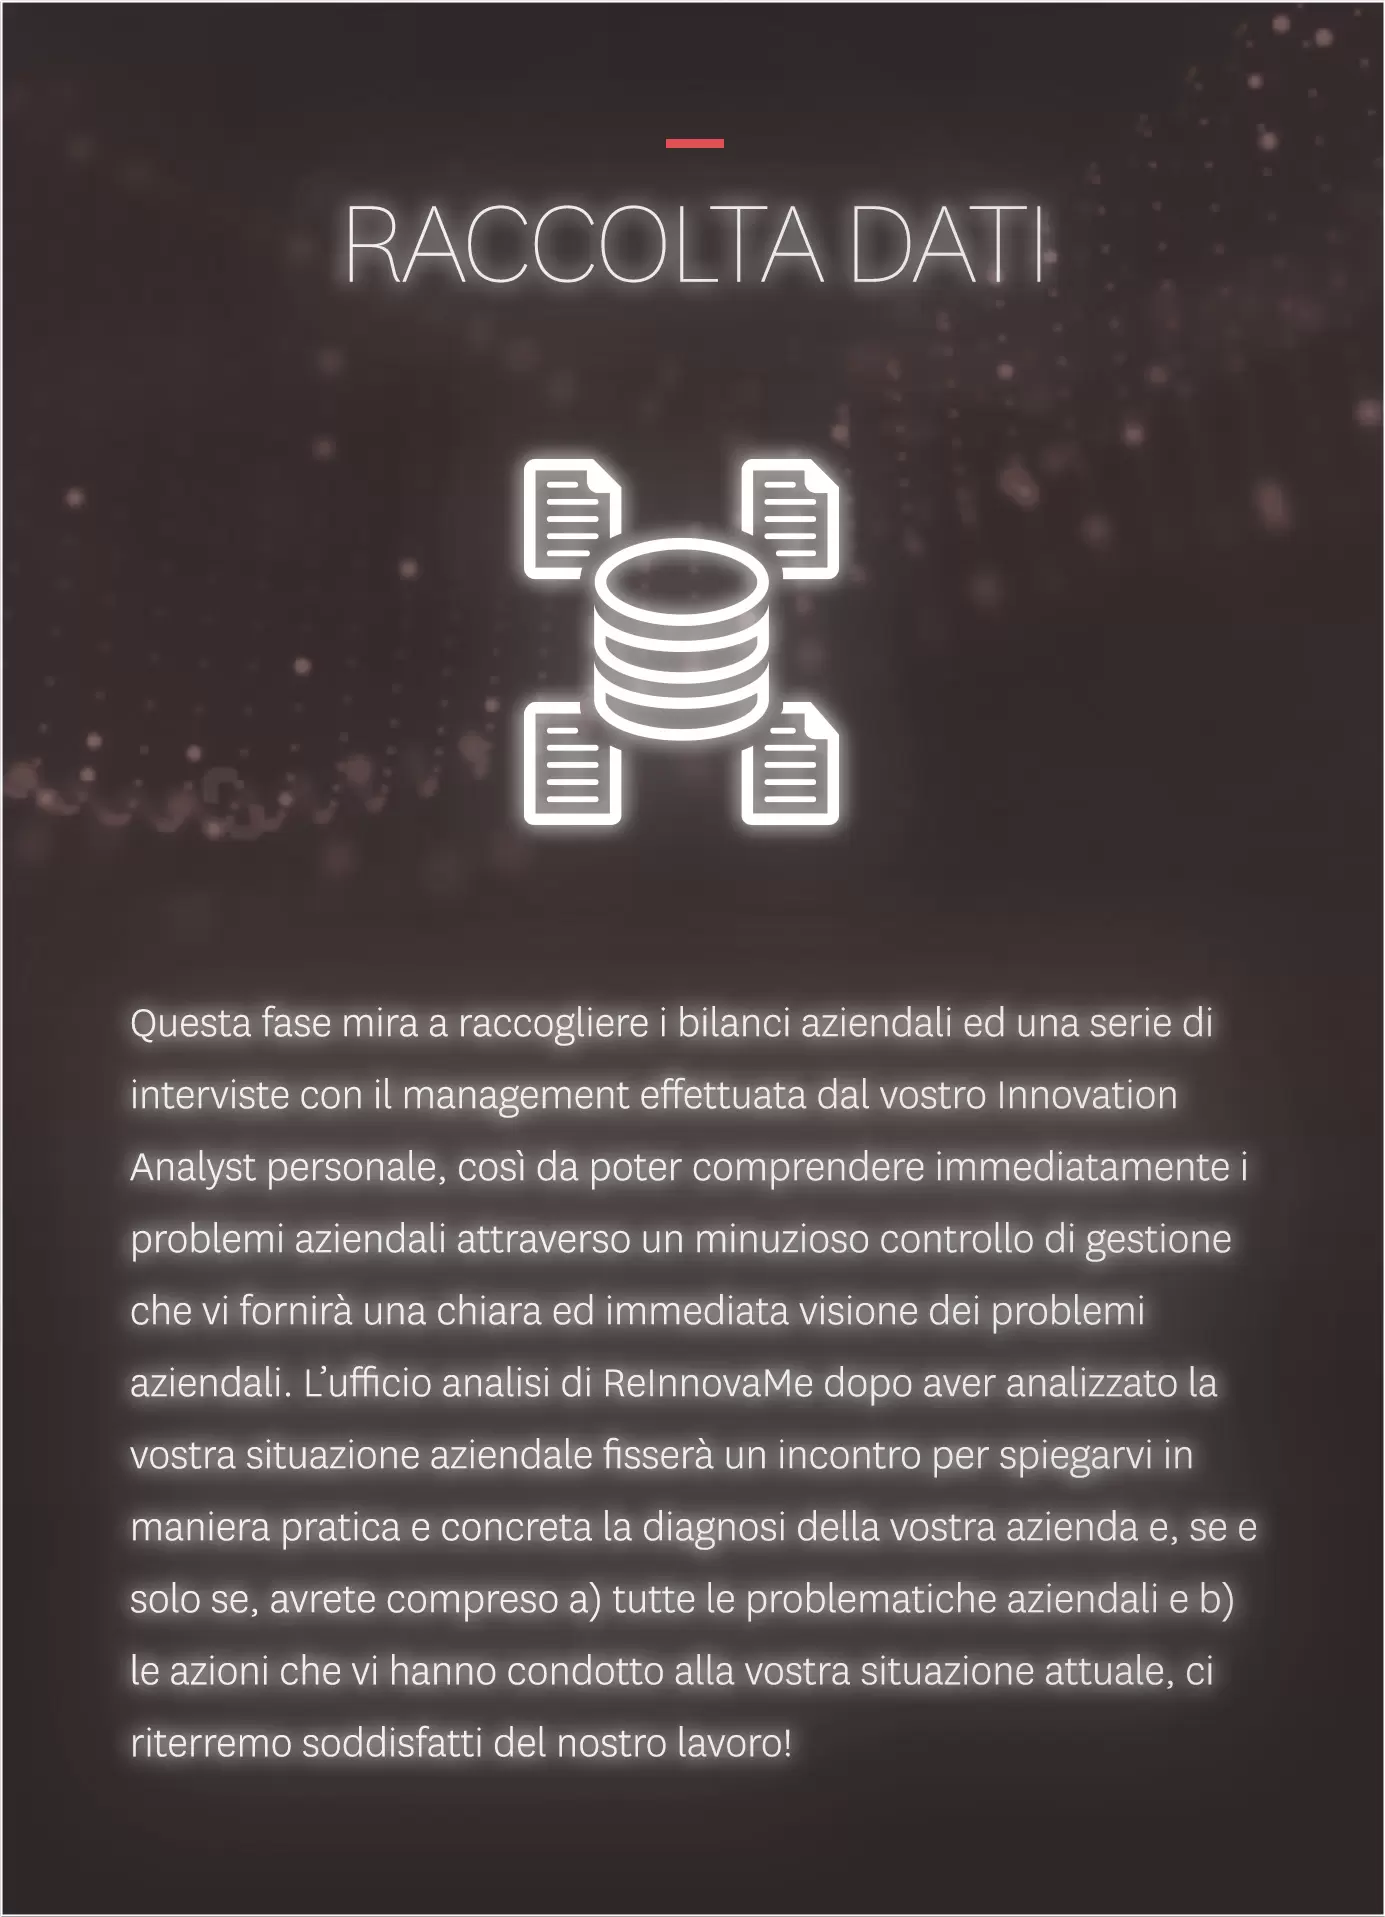 RACCOLTA DATI
Questa fase mira a raccogliere i bilanci aziendali ed una serie di
interviste con il management effettuata dal vostro Innovation
Analyst personale, così da poter comprendere immediatamente i
problemi aziendali attraverso un minuzioso controllo di gestione
che vi fornirà una chiara ed immediata visione dei problemi
aziendali. L’ufficio analisi di ReInnovaMe dopo aver analizzato la
vostra situazione aziendale fisserà un incontro per spiegarvi in
maniera pratica e concreta la diagnosi della vostra azienda e, se e
solo se, avrete compreso a) tutte le problematiche aziendali e b)
le azioni che vi hanno condotto alla vostra situazione attuale, ci
riterremo soddisfatti del nostro lavoro!